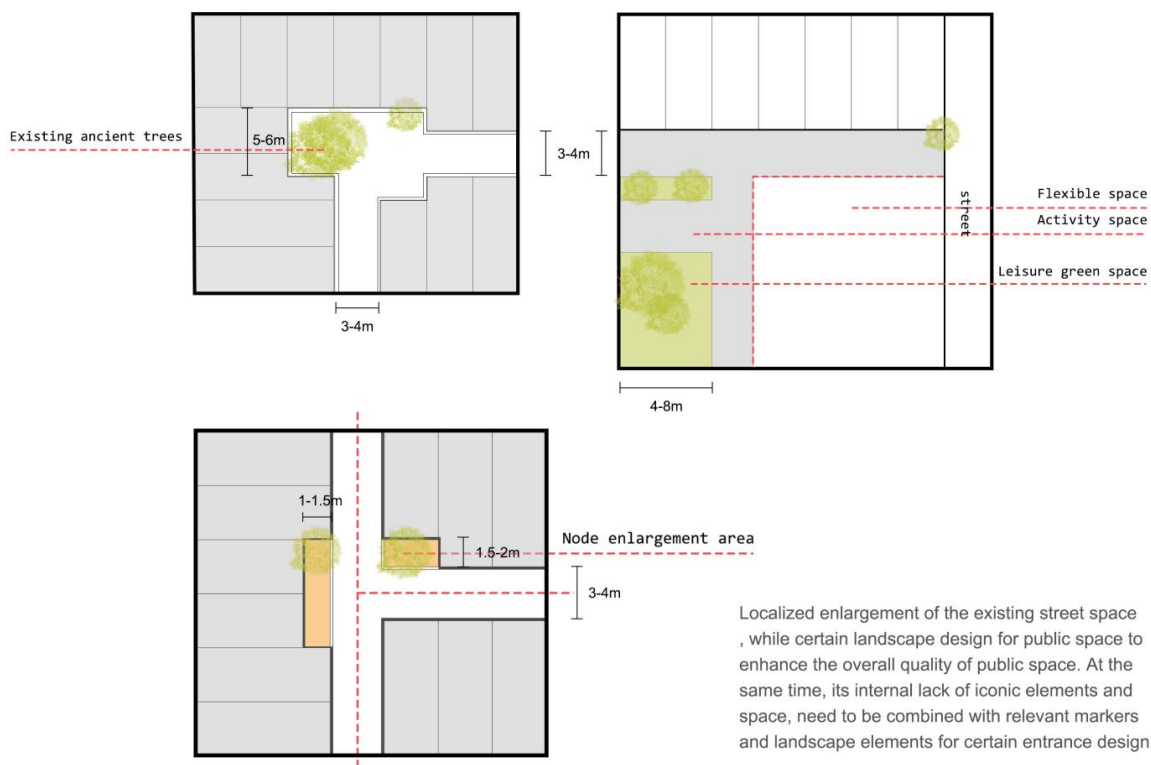 Existing ancient trees
5-6m
3-4m
3-4m
street
Flexible space
Activity space
Leisure green space
4-8m
1-1.5m
1.5-2m
Node enlargement area
3-4m
Localized enlargement of the existing street space
, while certain landscape design for public space to
enhance the overall quality of public space. At the
same time, its internal lack of iconic elements and
space, need to be combined with relevant markers
and landscape elements for certain entrance design